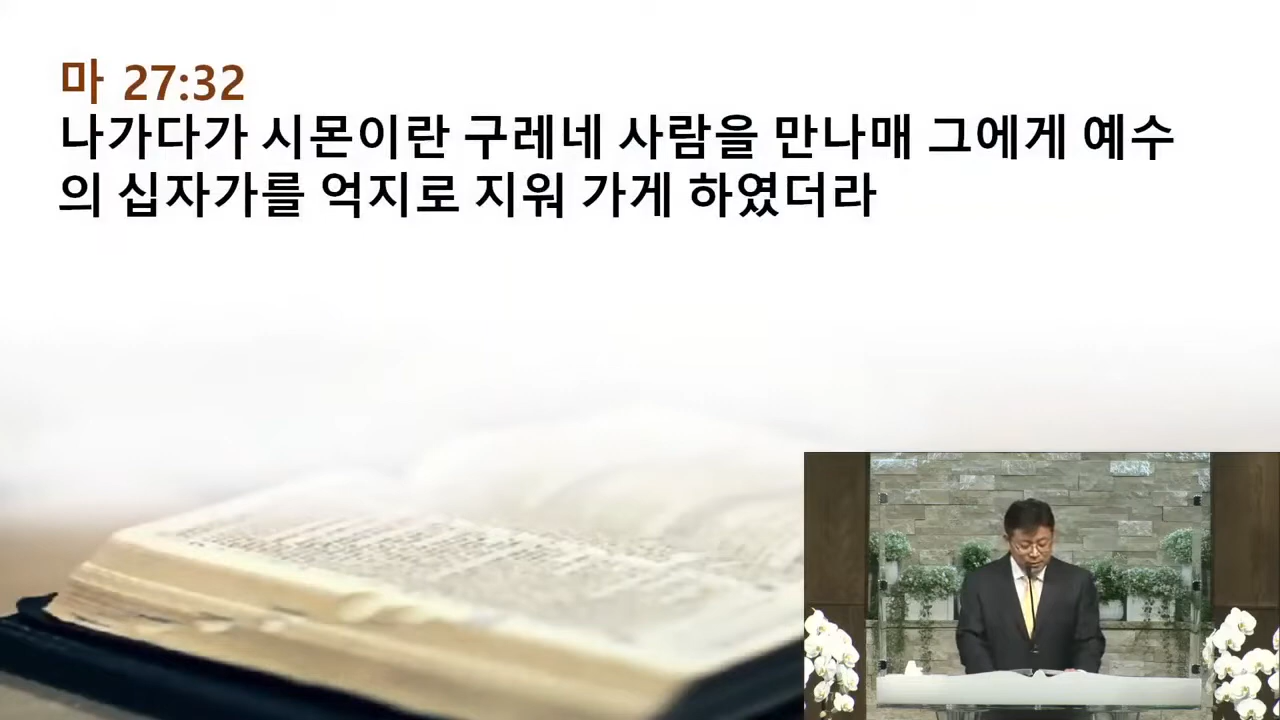 마 27:32
나가다가 시몬이란 구레네 사람을 만나매 그에게 예수
의 십자가를 억지로 지워 가게 하였더라